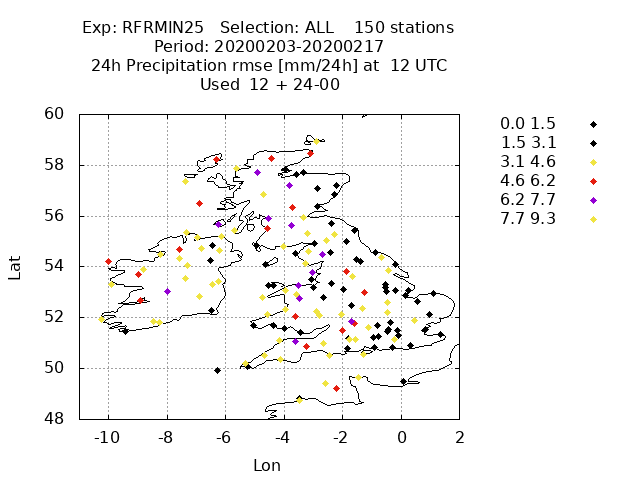 Exp: RFRMIN25 Selection: ALL 150 stations
Period: 20200203-20200217
24h Precipitation rmse [mm/24h] at 12 UTC
Used 12 + 24-00
60
58
56
54
52
50
48
Lat
-10 -8 -6 -4 -2 0 2
Lon
0.0 1.5
1.5 3.1
3.1 4.6
4.6 6.2
6.2 7.7
7.7 9.3